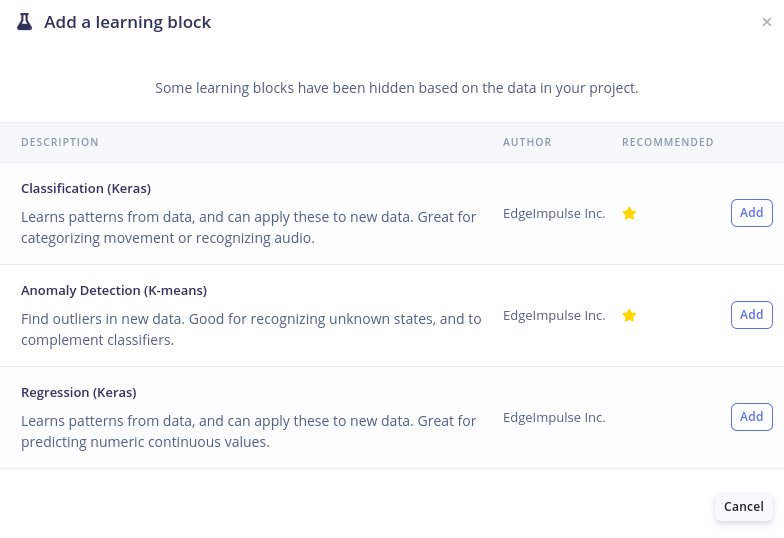 Add a learning block
×
Some learning blocks have been hidden based on the data in your project.
DESCRIPTION AUTHOR RECOMMENDED
Classification (Keras)
Learns patterns from data, and can apply these to new data. Great for
categorizing movement or recognizing audio.
EdgeImpulse Inc.
Add
Anomaly Detection (K-means)
Find outliers in new data. Good for recognizing unknown states, and to
complement classifiers.
EdgeImpulse Inc.
Add
Regression (Keras)
Learns patterns from data, and can apply these to new data. Great for
predicting numeric continuous values.
EdgeImpulse Inc.
Add
Cancel